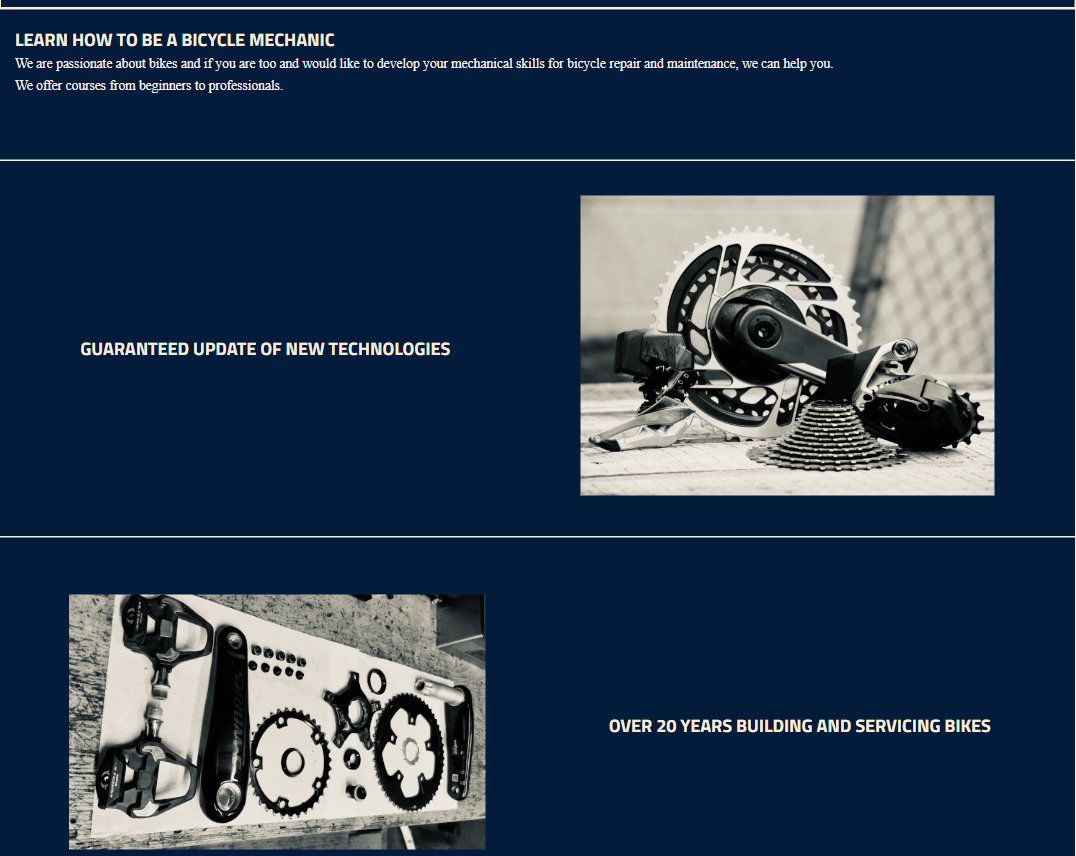 LEARN HOW TO BE A BICYCLE MECHANIC
We are passionate about bikes and if you are too and would like to develop your mechanical skills for bicycle repair and maintenance, we can help you.
We offer courses from beginners to professionals.
GUARANTEED UPDATE OF NEW TECHNOLOGIES
OVER 20 YEARS BUILDING AND SERVICING BIKES